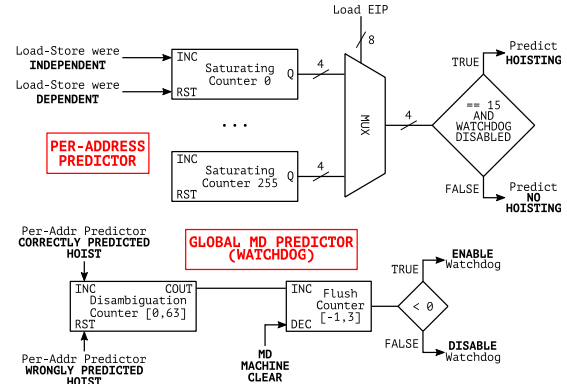 Load EIP
8
Load-Store were
INDEPENDENT
Load-Store were
DEPENDENT
INC
RST
Saturating
Counter 0
Q
4
...
PER-ADDRESS
PREDICTOR
INC
RST
Saturating
Counter 255
Q
4
MUX
4
== 15
AND
WATCHDOG
DISABLED
TRUE
Predict
HOISTING
FALSE
Predict
NO
HOISTING
Per-Addr Predictor
CORRECTLY PREDICTED
HOIST
GLOBAL MD PREDICTOR
(WATCHDOG)
INC
COUT
Disambiguation
Counter [0,63]
RST
Per-Addr Predictor
WRONGLY PREDICTED
HOIST
INC
Flush
Counter
[-1,3]
DEC
MD
MACHINE
CLEAR
< 0
TRUE
ENABLE
Watchdog
FALSE
DISABLE
Watchdog